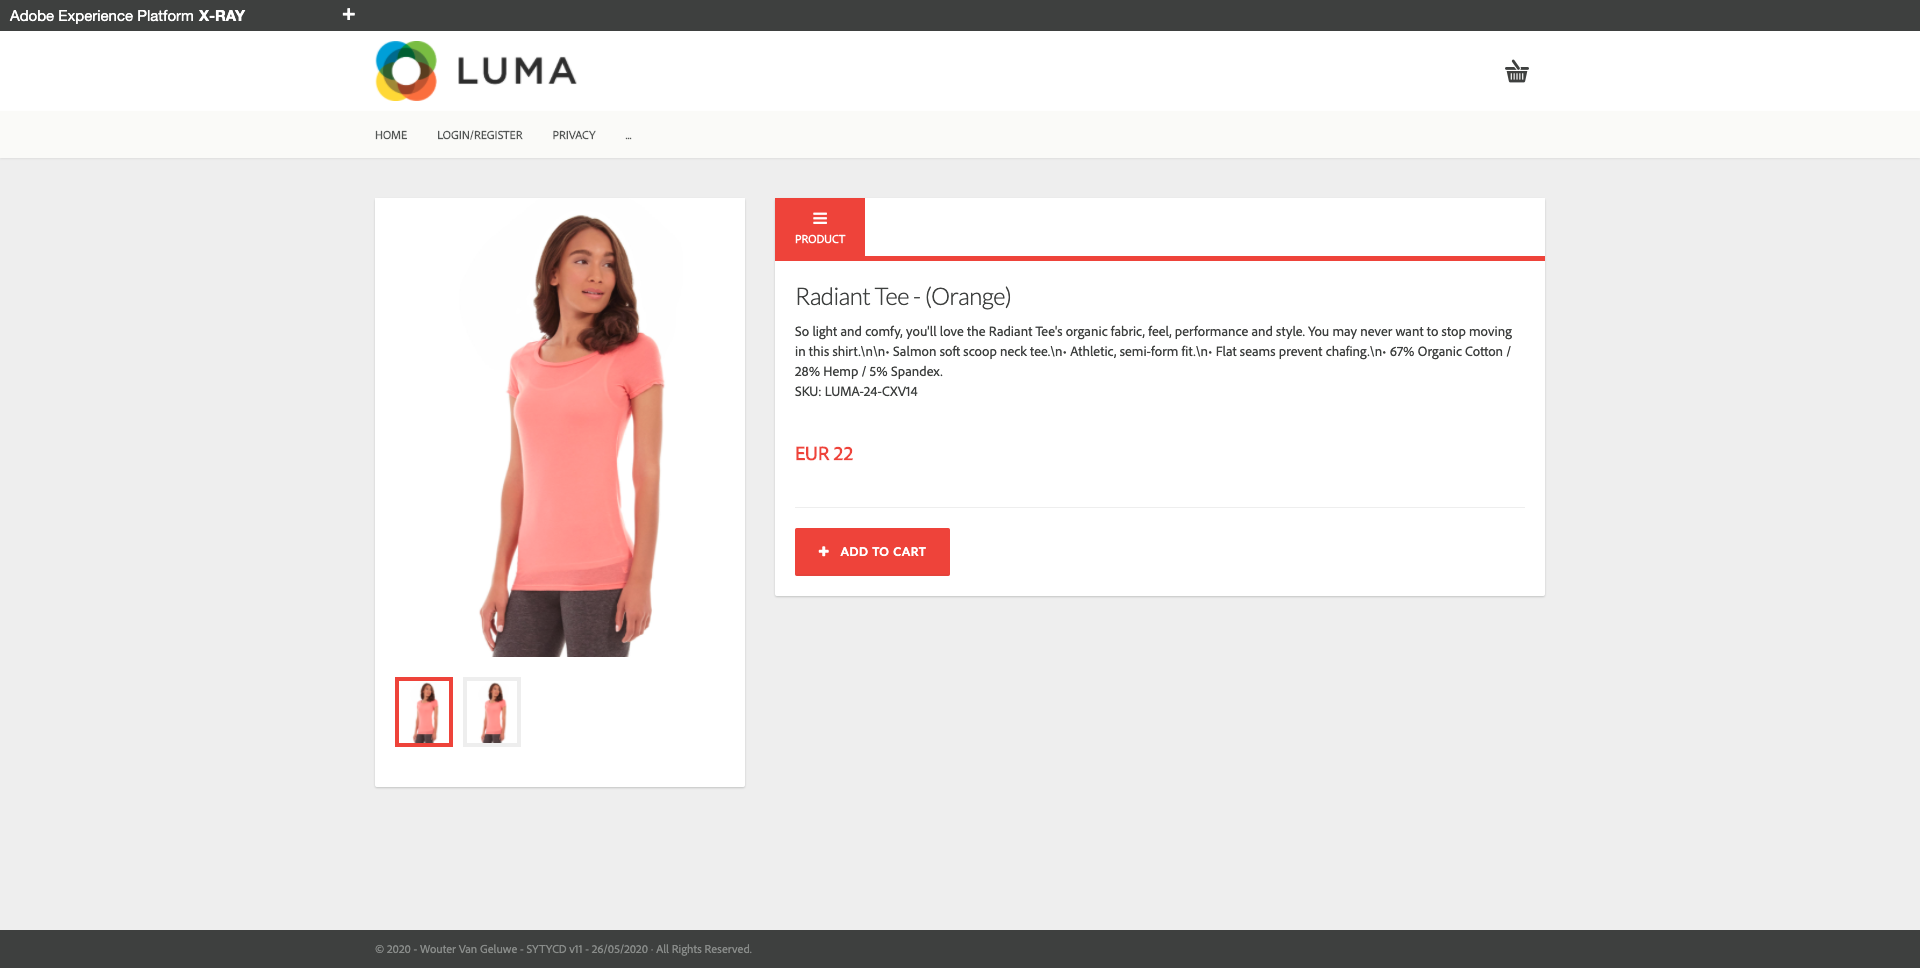 Adobe Experience Platform X-RAY
LUMA
HOME LOGIN/REGISTER PRIVACY ...
PRODUCT
Radiant Tee - (Orange)
So light and comfy, you'll love the Radiant Tee's organic fabric, feel, performance and style. You may never want to stop moving
in this shirt.\n\n• Salmon soft scoop neck tee.\n• Athletic, semi-form fit.\n• Flat seams prevent chafing.\n• 67% Organic Cotton /
28% Hemp / 5% Spandex.
SKU: LUMA-24-CXV14
EUR 22
ADD TO CART
© 2020 - Wouter Van Geluwe - SYTYCD v11 - 26/05/2020 · All Rights Reserved.